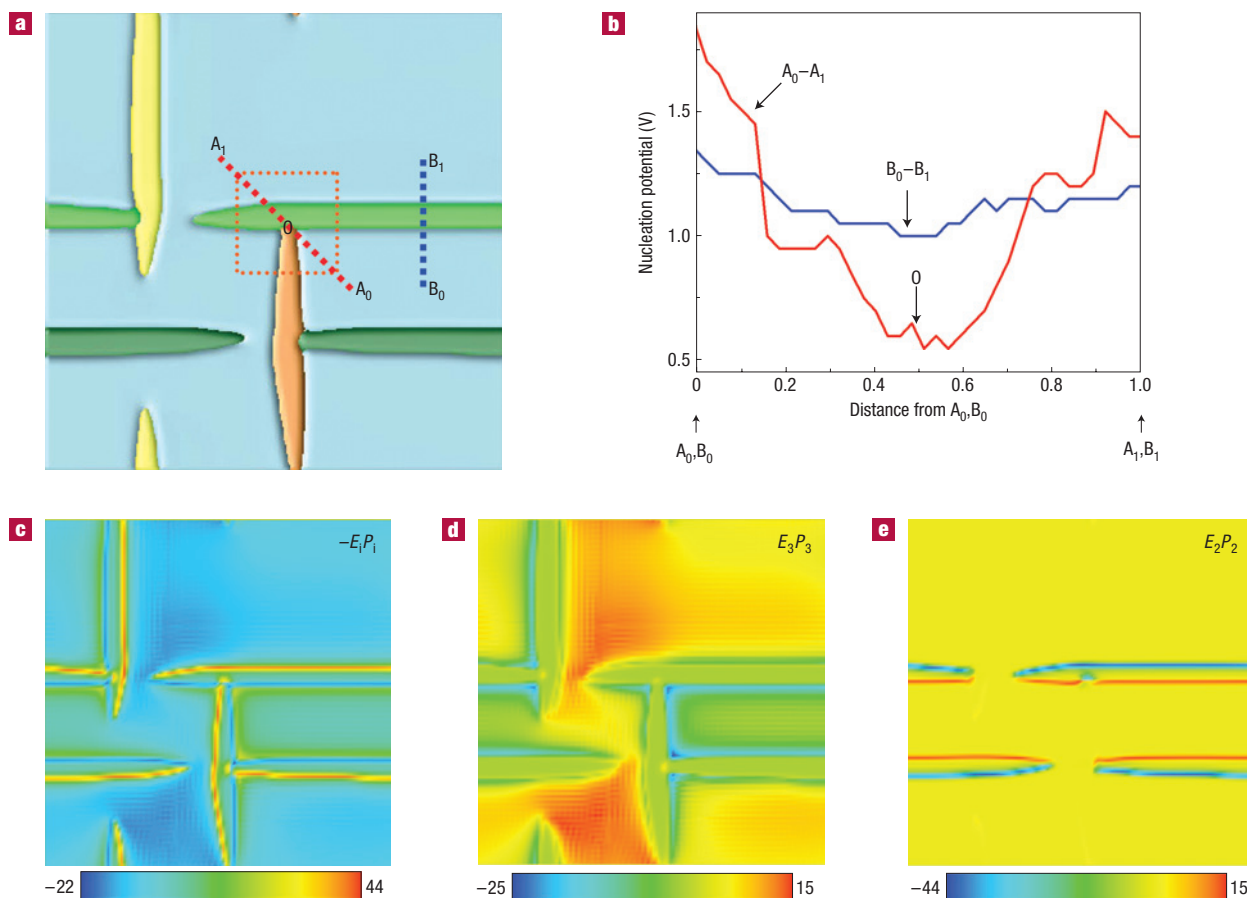 a
A₁
B₁
0
A₀
B₀
b
Nucleation potential (V)
1.5
1.0
0.5
A₀–A₁
B₀–B₁
0
0 0.2 0.4 0.6 0.8 1.0
Distance from A₀,B₀
A₀,B₀
A₁,B₁
c
−EᵢPᵢ
−22 44
d
E₃P₃
−25 15
e
E₂P₂
−44 15